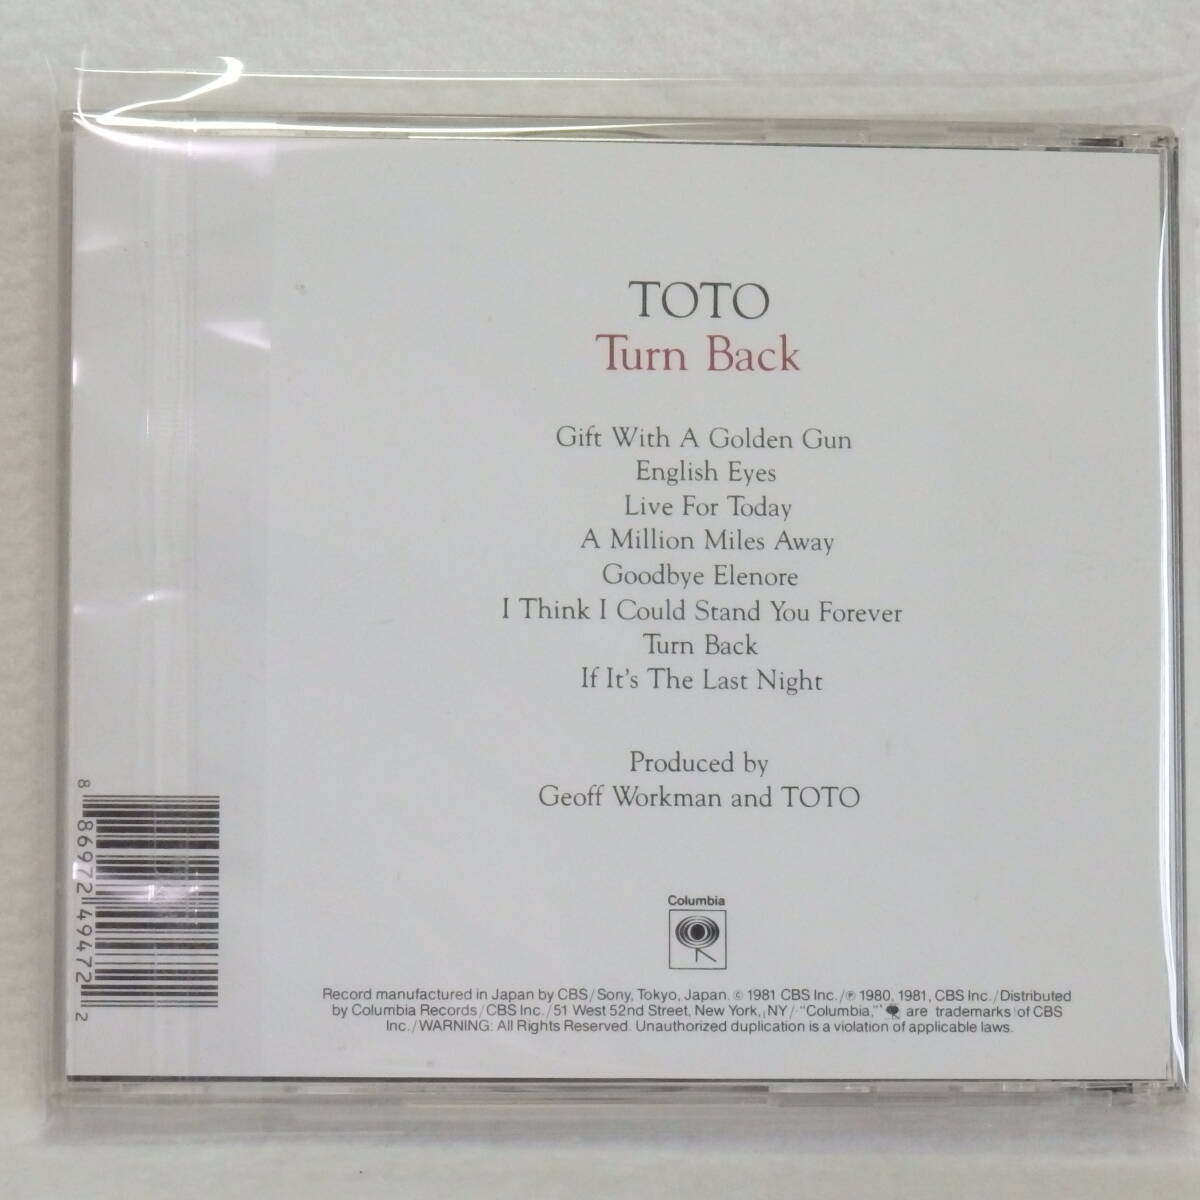 TOTO
Turn Back
Gift With A Golden Gun
English Eyes
Live For Today
A Million Miles Away
Goodbye Elenore
I Think I Could Stand You Forever
Turn Back
If It's The Last Night
Produced by
Geoff Workman and TOTO
8 86972 49472 2
Columbia
Record manufactured in Japan by CBS/Sony, Tokyo, Japan. © 1981 CBS Inc./℗ 1980, 1981, CBS Inc./Distributed
by Columbia Records/CBS Inc./51 West 52nd Street, New York, NY/ "Columbia," are trademarks of CBS
Inc./WARNING: All Rights Reserved. Unauthorized duplication is a violation of applicable laws.